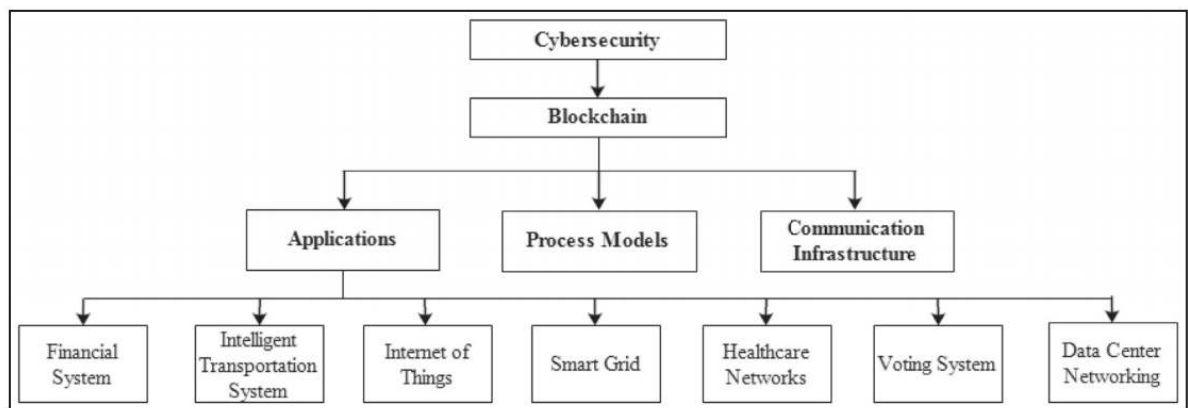 Cybersecurity
Blockchain
Applications
Process Models
Communication
Infrastructure
Financial
System
Intelligent
Transportation
System
Internet of
Things
Smart Grid
Healthcare
Networks
Voting System
Data Center
Networking